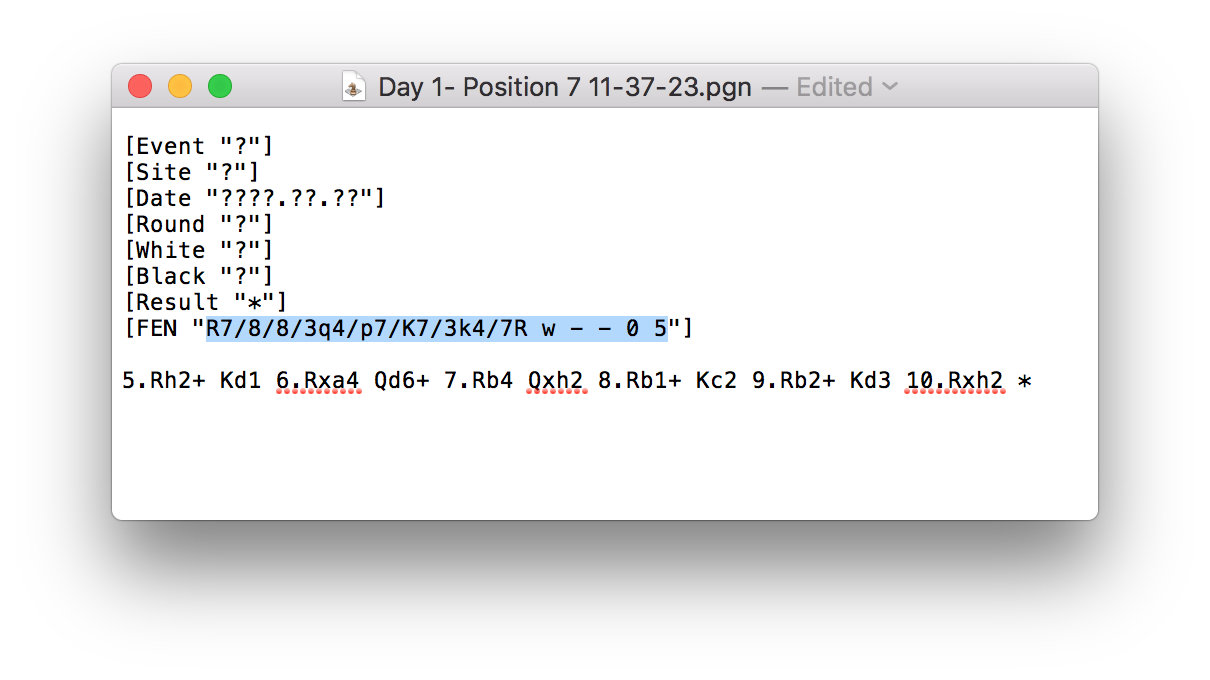 Day 1- Position 7 11-37-23.pgn — Edited
[Event "?"]
[Site "?"]
[Date "????.??.??"]
[Round "?"]
[White "?"]
[Black "?"]
[Result "*"]
[FEN "R7/8/8/3q4/p7/K7/3k4/7R w - - 0 5"]
5.Rh2+ Kd1 6.Rxa4 Qd6+ 7.Rb4 Qxh2 8.Rb1+ Kc2 9.Rb2+ Kd3 10.Rxh2 *